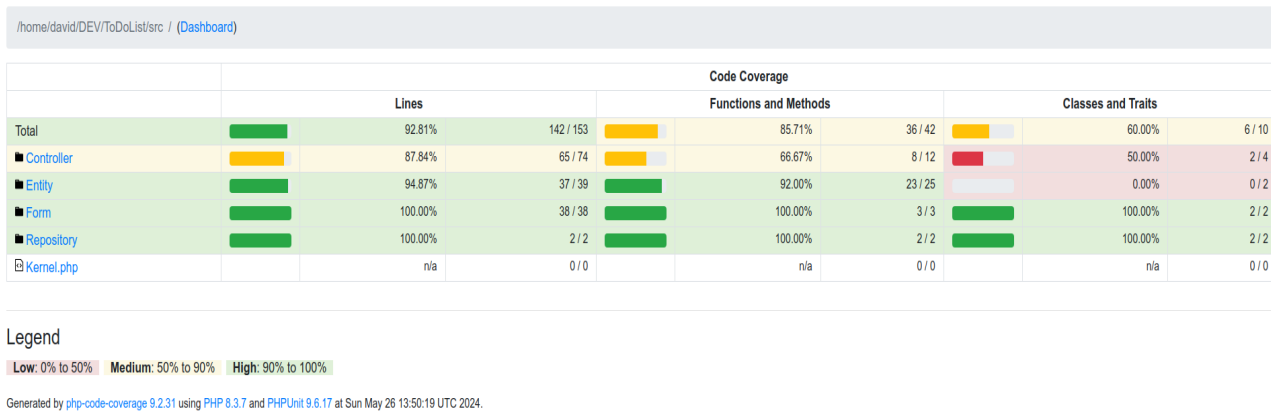 /home/david/DEV/ToDoList/src / (Dashboard)
Code Coverage
Lines Functions and Methods Classes and Traits
Total 92.81% 142 / 153 85.71% 36 / 42 60.00% 6 / 10
Controller 87.84% 65 / 74 66.67% 8 / 12 50.00% 2 / 4
Entity 94.87% 37 / 39 92.00% 23 / 25 0.00% 0 / 2
Form 100.00% 38 / 38 100.00% 3 / 3 100.00% 2 / 2
Repository 100.00% 2 / 2 100.00% 2 / 2 100.00% 2 / 2
Kernel.php n/a 0 / 0 n/a 0 / 0 n/a 0 / 0
Legend
Low: 0% to 50% Medium: 50% to 90% High: 90% to 100%
Generated by php-code-coverage 9.2.31 using PHP 8.3.7 and PHPUnit 9.6.17 at Sun May 26 13:50:19 UTC 2024.